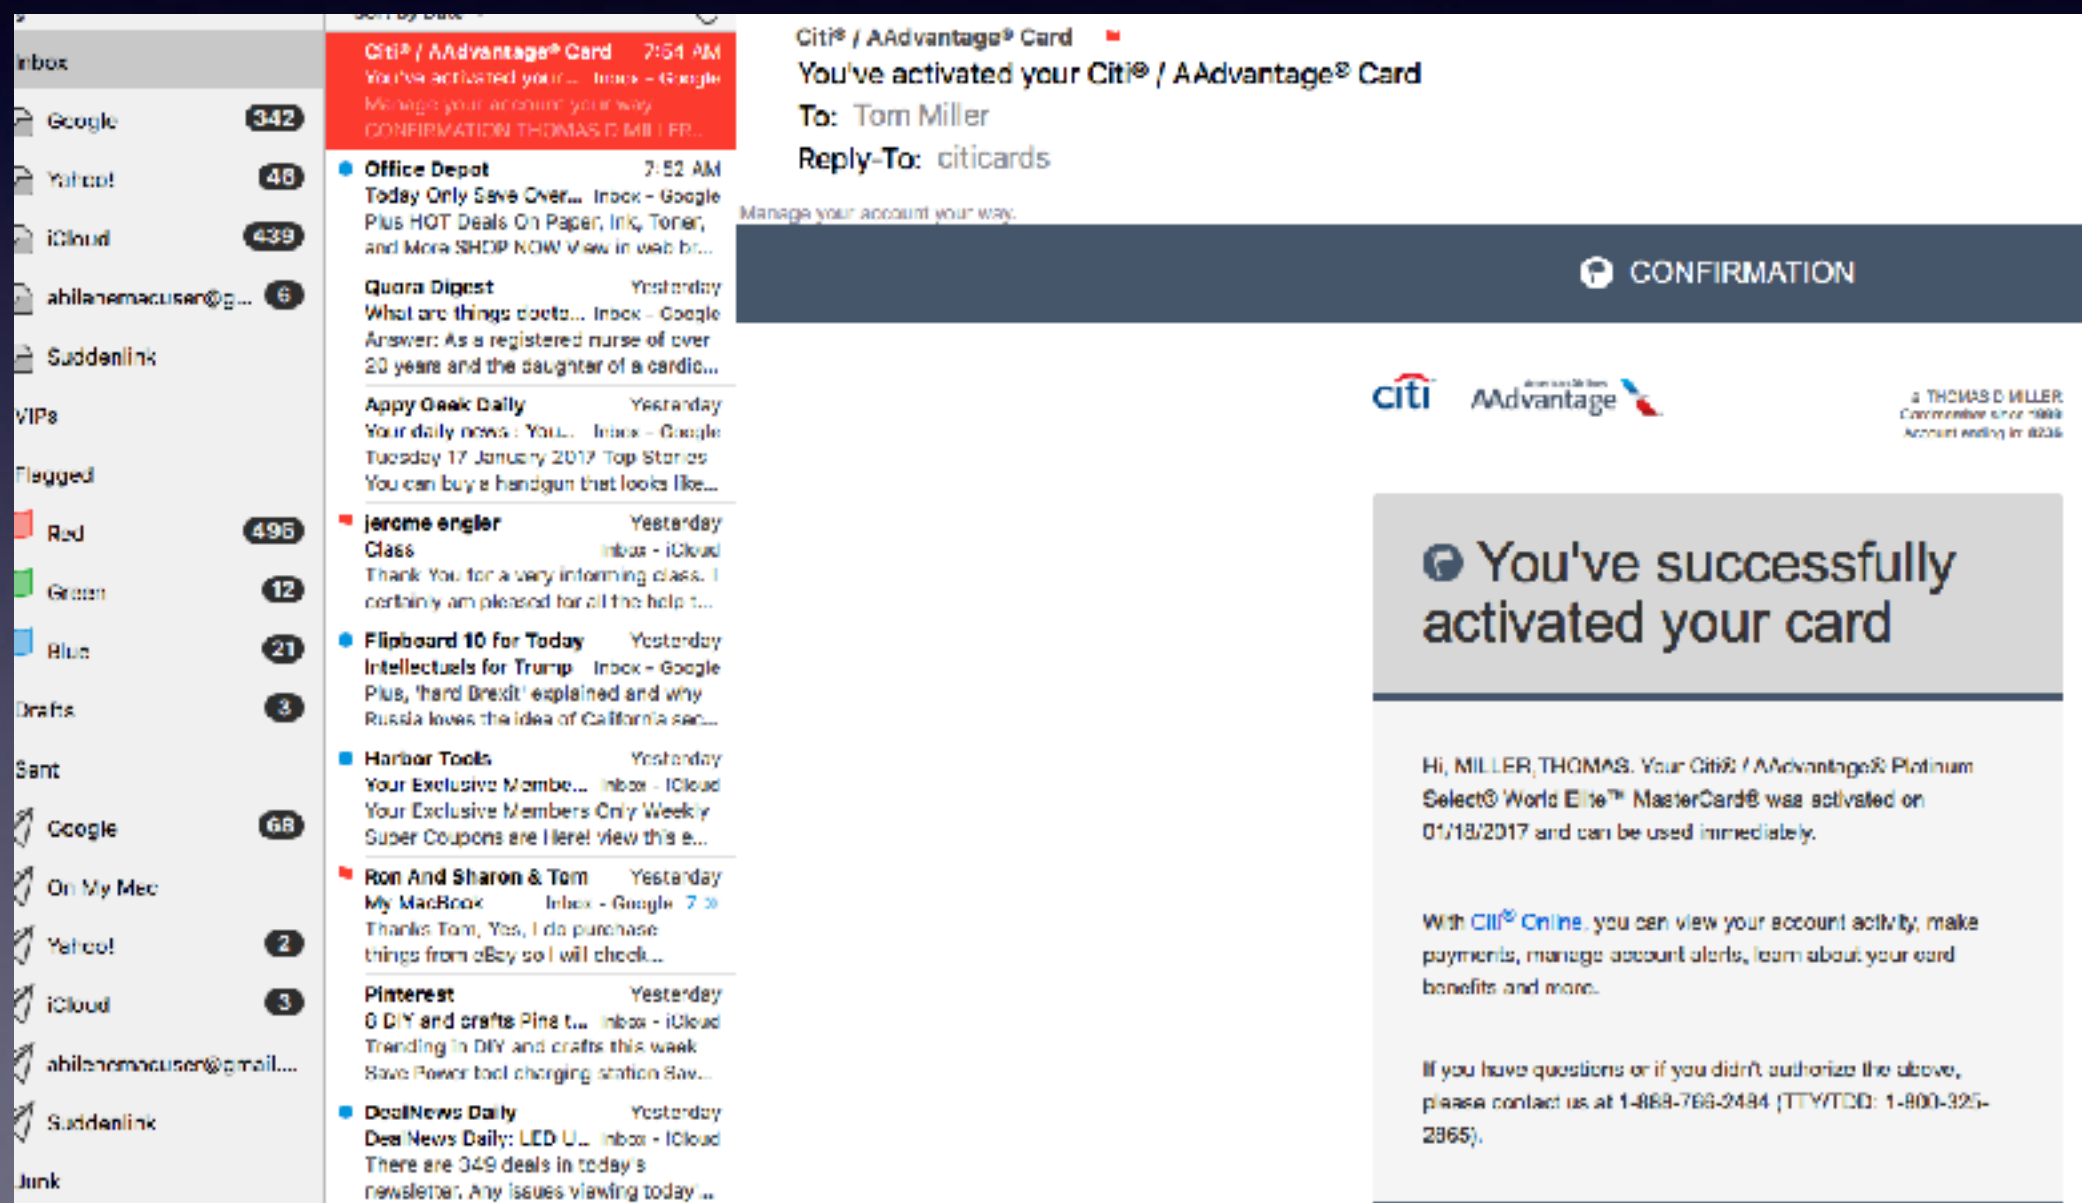 Inbox
Google 342
Yahoo! 46
iCloud 439
abilenemacuser@g... 6
Suddenlink
VIPs
Flagged
Red 495
Green 12
Blue 21
Drafts 3
Sent
Google 68
On My Mac
Yahoo! 2
iCloud 3
abilenemacuser@gmail....
Suddenlink
Junk
Sort by Date
Citi® / AAdvantage® Card 7:54 AM
You've activated your... Inbox - Google
Manage your account your way
CONFIRMATION THOMAS D MILLER...
Office Depot 7:52 AM
Today Only Save Over... Inbox - Google
Plus HOT Deals On Paper, Ink, Toner,
and More SHOP NOW View in web br...
Quora Digest Yesterday
What are things docto... Inbox - Google
Answer: As a registered nurse of over
20 years and the daughter of a cardio...
Appy Geek Daily Yesterday
Your daily news : You... Inbox - Google
Tuesday 17 January 2017 Top Stories
You can buy a handgun that looks like...
jerome engler Yesterday
Class Inbox - iCloud
Thank You for a very informing class. I
certainly am pleased for all the help t...
Flipboard 10 for Today Yesterday
Intellectuals for Trump Inbox - Google
Plus, 'hard Brexit' explained and why
Russia loves the idea of California sec...
Harbor Tools Yesterday
Your Exclusive Membe... Inbox - iCloud
Your Exclusive Members Only Weekly
Super Coupons are Here! view this e...
Ron And Sharon & Tom Yesterday
My MacBook Inbox - Google 7 »
Thanks Tom, Yes, I do purchase
things from eBay so I will check...
Pinterest Yesterday
8 DIY and crafts Pins t... Inbox - iCloud
Trending in DIY and crafts this week
Save Power tool charging station Sav...
DealNews Daily Yesterday
DealNews Daily: LED U... Inbox - iCloud
There are 349 deals in today's
newsletter. Any issues viewing today'...
Citi® / AAdvantage® Card
You've activated your Citi® / AAdvantage® Card
To: Tom Miller
Reply-To: citicards
Manage your account your way.
CONFIRMATION
citi AAdvantage
American Airlines
THOMAS D MILLER
Cardmember since 1999
Account ending in: 8236
You've successfully
activated your card
Hi, MILLER,THOMAS. Your Citi® / AAdvantage® Platinum
Select® World Elite™ MasterCard® was activated on
01/18/2017 and can be used immediately.
With Citi® Online, you can view your account activity, make
payments, manage account alerts, learn about your card
benefits and more.
If you have questions or if you didn't authorize the above,
please contact us at 1-888-766-2484 (TTY/TDD: 1-800-325-
2865).